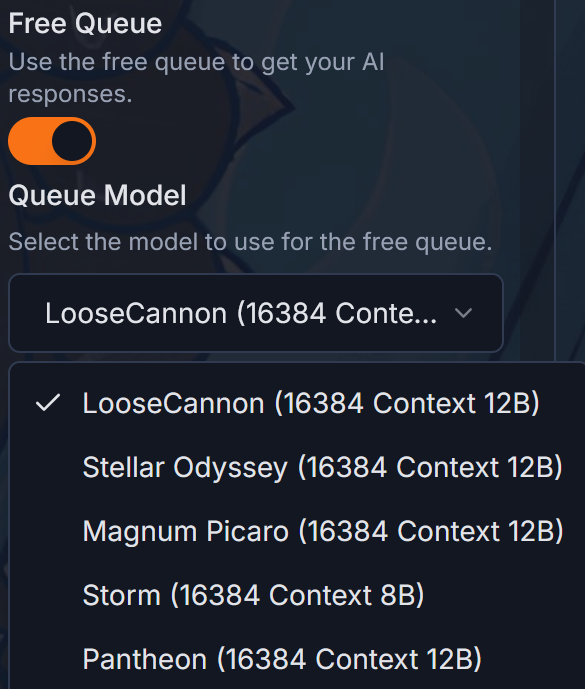 Free Queue
Use the free queue to get your AI
responses.
Queue Model
Select the model to use for the free queue.
LooseCannon (16384 Conte...
LooseCannon (16384 Context 12B)
Stellar Odyssey (16384 Context 12B)
Magnum Picaro (16384 Context 12B)
Storm (16384 Context 8B)
Pantheon (16384 Context 12B)